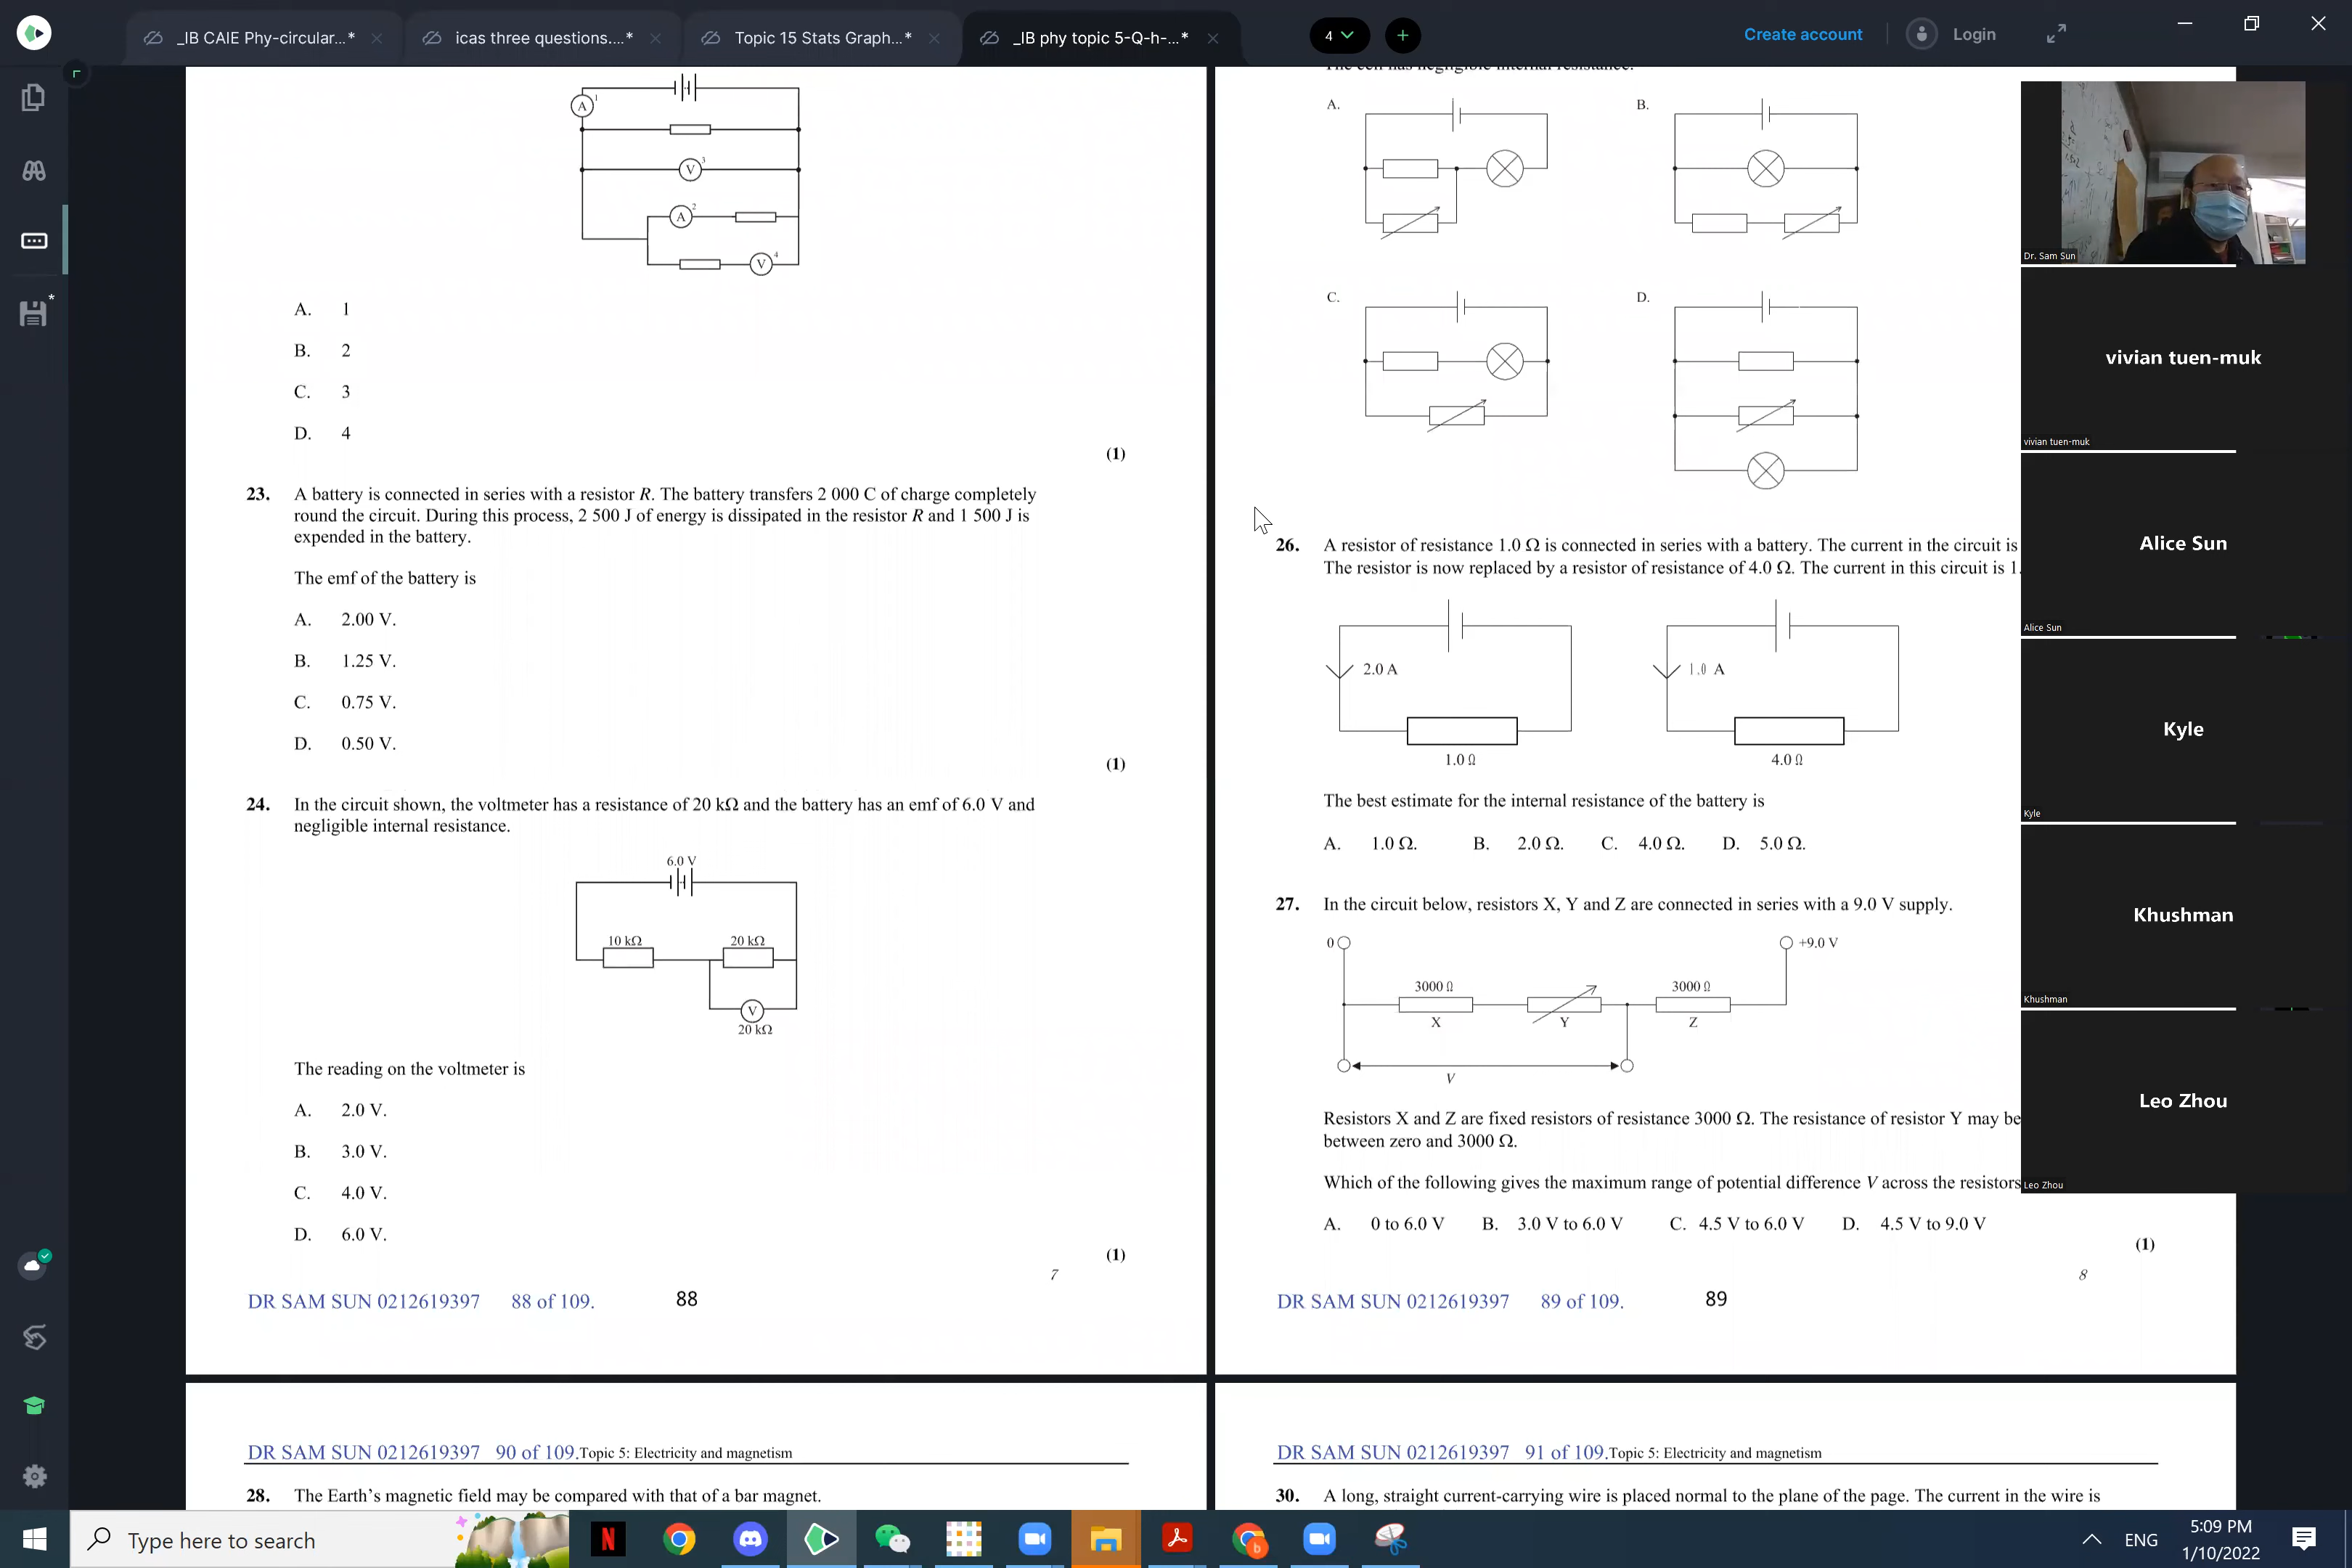 _IB CAIE Phy-circular...*
icas three questions....*
Topic 15 Stats Graph...*
_IB phy topic 5-Q-h-...*
4
Create account
Login
A 1
V 3
A 2
V 4
A. 1
B. 2
C. 3
D. 4
(1)
23. A battery is connected in series with a resistor R. The battery transfers 2 000 C of charge completely
round the circuit. During this process, 2 500 J of energy is dissipated in the resistor R and 1 500 J is
expended in the battery.
The emf of the battery is
A. 2.00 V.
B. 1.25 V.
C. 0.75 V.
D. 0.50 V.
(1)
24. In the circuit shown, the voltmeter has a resistance of 20 kΩ and the battery has an emf of 6.0 V and
negligible internal resistance.
6.0 V
10 kΩ 20 kΩ
V
20 kΩ
The reading on the voltmeter is
A. 2.0 V.
B. 3.0 V.
C. 4.0 V.
D. 6.0 V.
(1)
7
DR SAM SUN 0212619397 88 of 109. 88
The cell has negligible internal resistance.
A. B.
C. D.
26. A resistor of resistance 1.0 Ω is connected in series with a battery. The current in the circuit is
The resistor is now replaced by a resistor of resistance of 4.0 Ω. The current in this circuit is 1.
2.0 A 1.0 A
1.0 Ω 4.0 Ω
The best estimate for the internal resistance of the battery is
A. 1.0 Ω. B. 2.0 Ω. C. 4.0 Ω. D. 5.0 Ω.
27. In the circuit below, resistors X, Y and Z are connected in series with a 9.0 V supply.
0 +9.0 V
3000 Ω 3000 Ω
X Y Z
V
Resistors X and Z are fixed resistors of resistance 3000 Ω. The resistance of resistor Y may be
between zero and 3000 Ω.
Which of the following gives the maximum range of potential difference V across the resistors
A. 0 to 6.0 V B. 3.0 V to 6.0 V C. 4.5 V to 6.0 V D. 4.5 V to 9.0 V
(1)
8
DR SAM SUN 0212619397 89 of 109. 89
Dr. Sam Sun
vivian tuen-muk
vivian tuen-muk
Alice Sun
Alice Sun
Kyle
Kyle
Khushman
Khushman
Leo Zhou
Leo Zhou
DR SAM SUN 0212619397 90 of 109.Topic 5: Electricity and magnetism
28. The Earth's magnetic field may be compared with that of a bar magnet.
DR SAM SUN 0212619397 91 of 109.Topic 5: Electricity and magnetism
30. A long, straight current-carrying wire is placed normal to the plane of the page. The current in the wire is
Type here to search
N
b
ENG
5:09 PM
1/10/2022